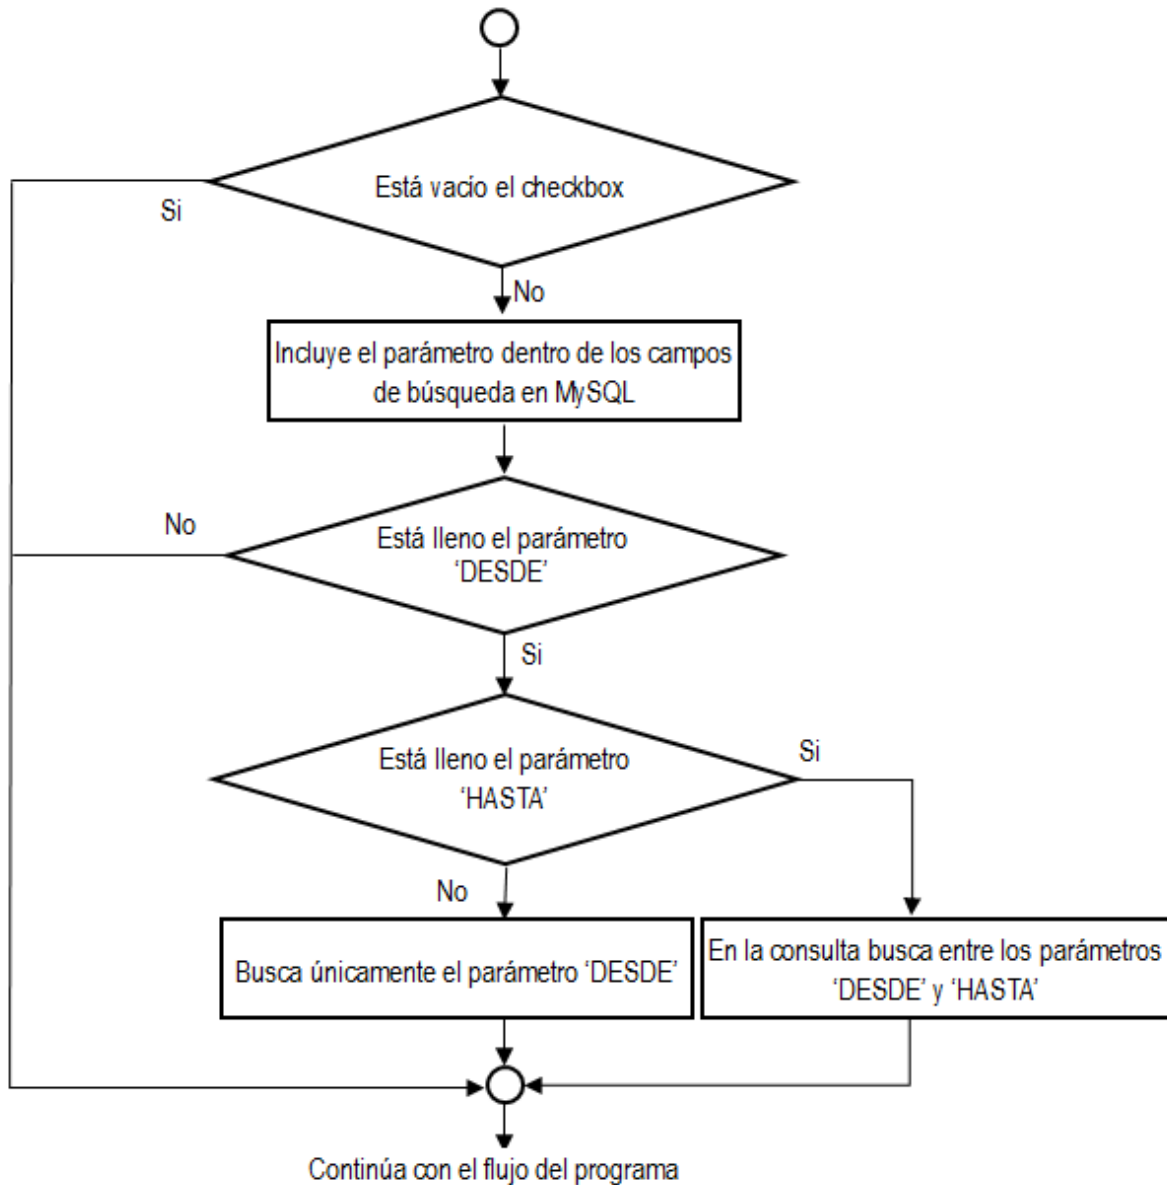 Está vacío el checkbox
Si
No
Incluye el parámetro dentro de los campos
de búsqueda en MySQL
No
Está lleno el parámetro
‘DESDE’
Si
Está lleno el parámetro
‘HASTA’
Si
No
Busca únicamente el parámetro ‘DESDE’
En la consulta busca entre los parámetros
‘DESDE’ y ‘HASTA’
Continúa con el flujo del programa